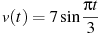 v(t) = 7 sin πt/3